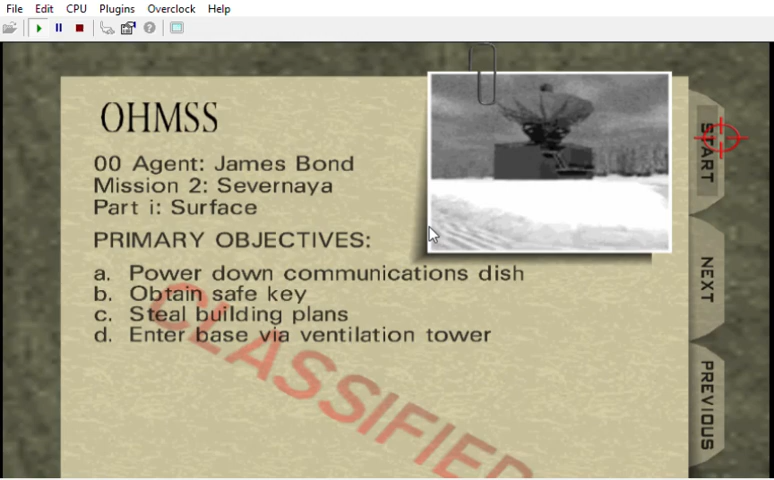 File Edit CPU Plugins Overclock Help
OHMSS
00 Agent: James Bond
Mission 2: Severnaya
Part i: Surface
PRIMARY OBJECTIVES:
a. Power down communications dish
b. Obtain safe key
c. Steal building plans
d. Enter base via ventilation tower
CLASSIFIED
START
NEXT
PREVIOUS